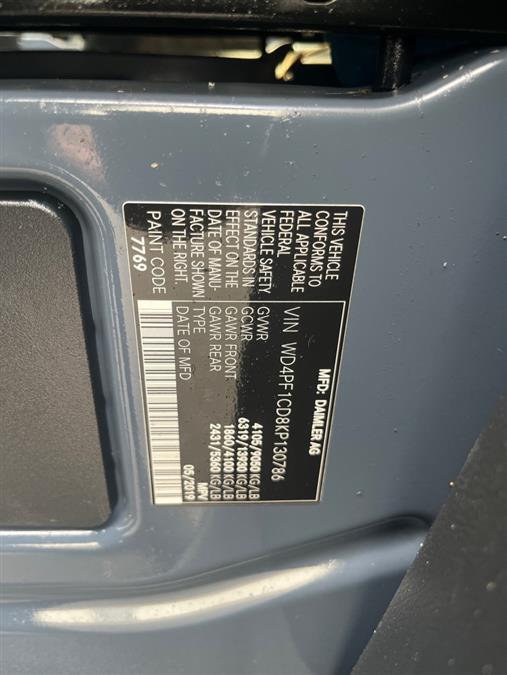 MFD: DAIMLER AG
VIN WD4PF1CD8KP130786
THIS VEHICLE
CONFORMS TO
ALL APPLICABLE
FEDERAL
VEHICLE SAFETY
STANDARDS IN
EFFECT ON THE
DATE OF MANU-
FACTURE SHOWN
ON THE RIGHT.
PAINT CODE
7769
GVWR 4105/9050 KG/LB
GCWR 6319/13930 KG/LB
GAWR FRONT 1860/4100 KG/LB
GAWR REAR 2431/5360 KG/LB
TYPE MPV
DATE OF MFD 05/2019